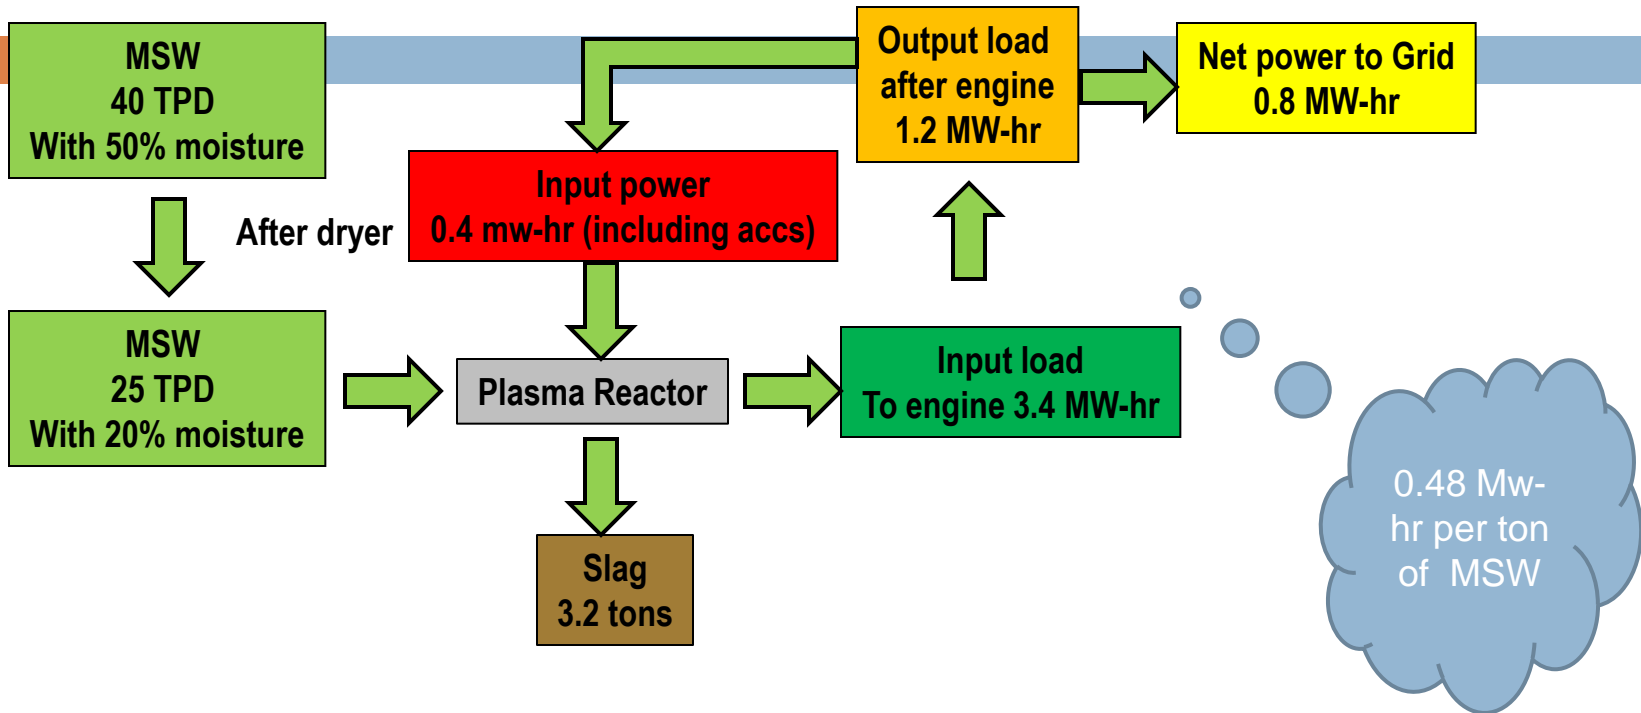 MSW
40 TPD
With 50% moisture
After dryer
MSW
25 TPD
With 20% moisture
Input power
0.4 mw-hr (including accs)
Plasma Reactor
Slag
3.2 tons
Input load
To engine 3.4 MW-hr
Output load
after engine
1.2 MW-hr
Net power to Grid
0.8 MW-hr
0.48 Mw-
hr per ton
of MSW